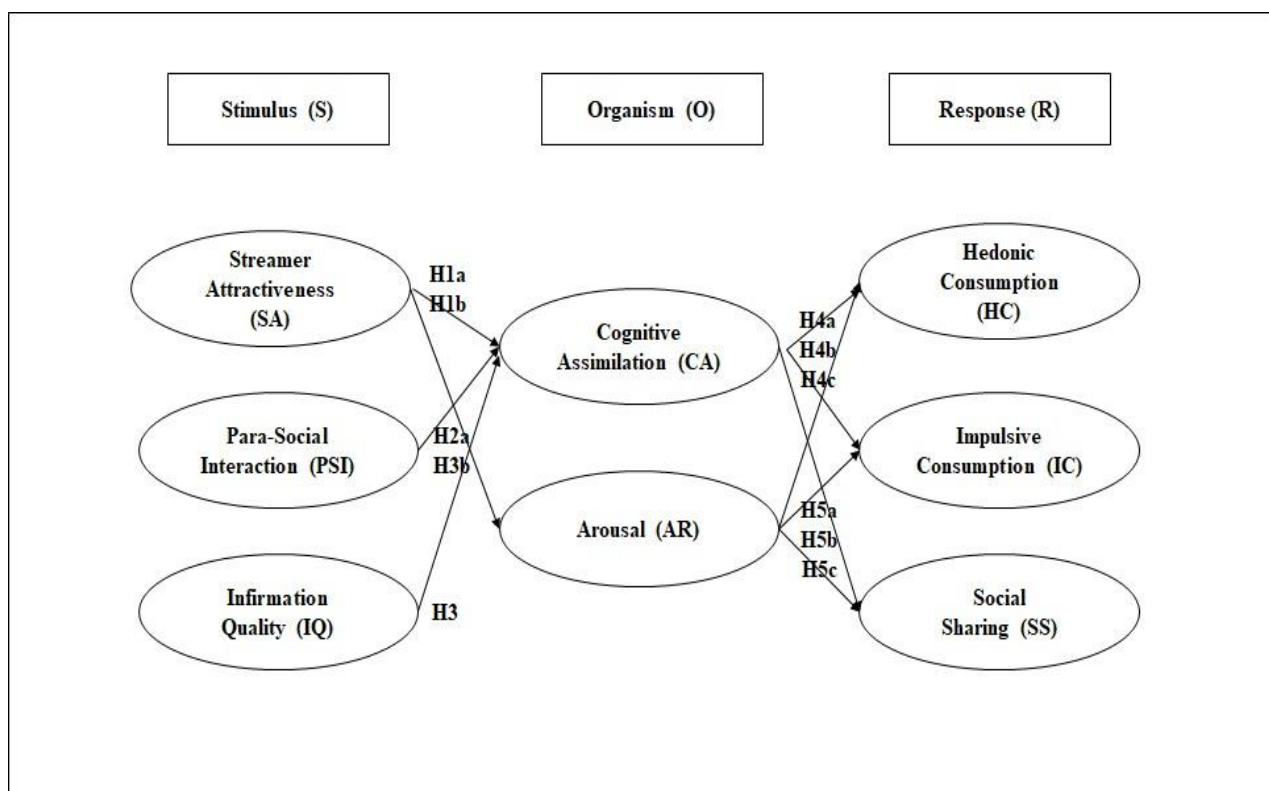 Stimulus (S)
Organism (O)
Response (R)
Streamer
Attractiveness
(SA)
H1a
H1b
Cognitive
Assimilation (CA)
Hedonic
Consumption
(HC)
H4a
H4b
H4c
Para-Social
Interaction (PSI)
H2a
H3b
Impulsive
Consumption (IC)
Arousal (AR)
H5a
H5b
H5c
Infirmation
Quality (IQ)
H3
Social
Sharing (SS)